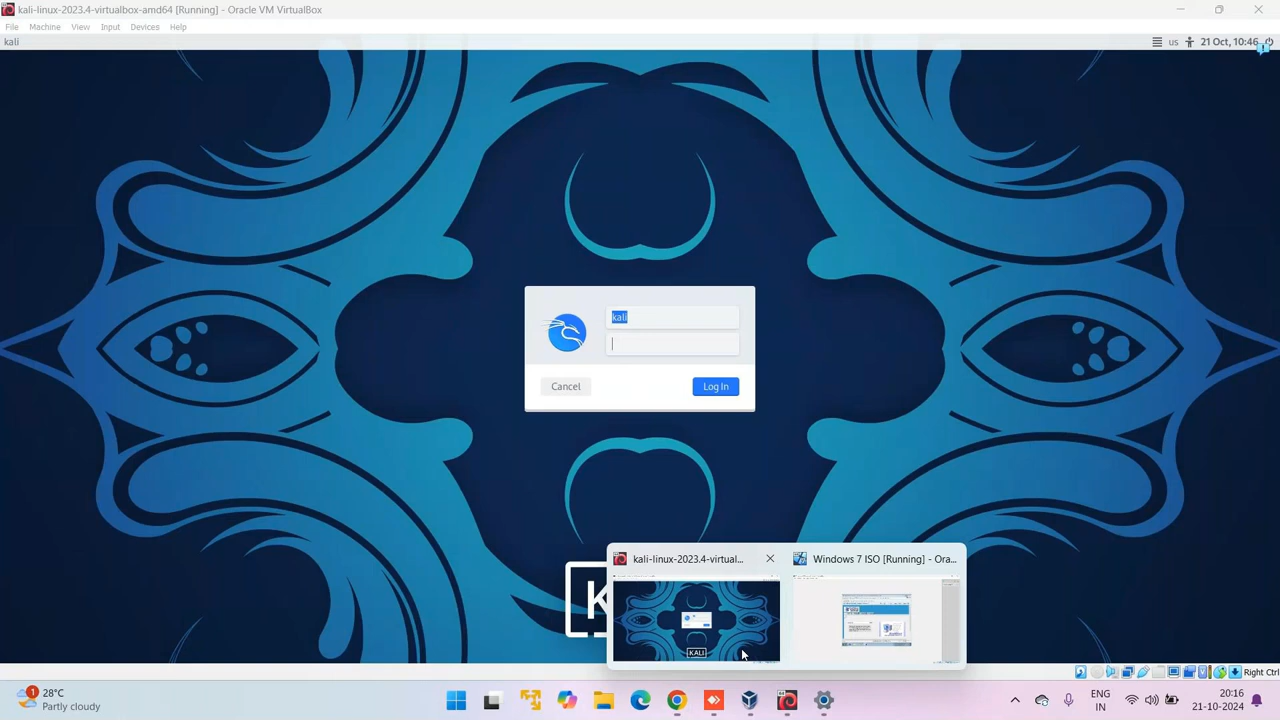 kali-linux-2023.4-virtualbox-amd64 [Running] - Oracle VM VirtualBox
File Machine View Input Devices Help
kali us 21 Oct, 10:46
kali
Cancel Log In
kali-linux-2023.4-virtual... Windows 7 ISO [Running] - Ora...
K
KALI
Right Ctrl
1 28°C ENG 20:16
Partly cloudy IN 21-10-2024